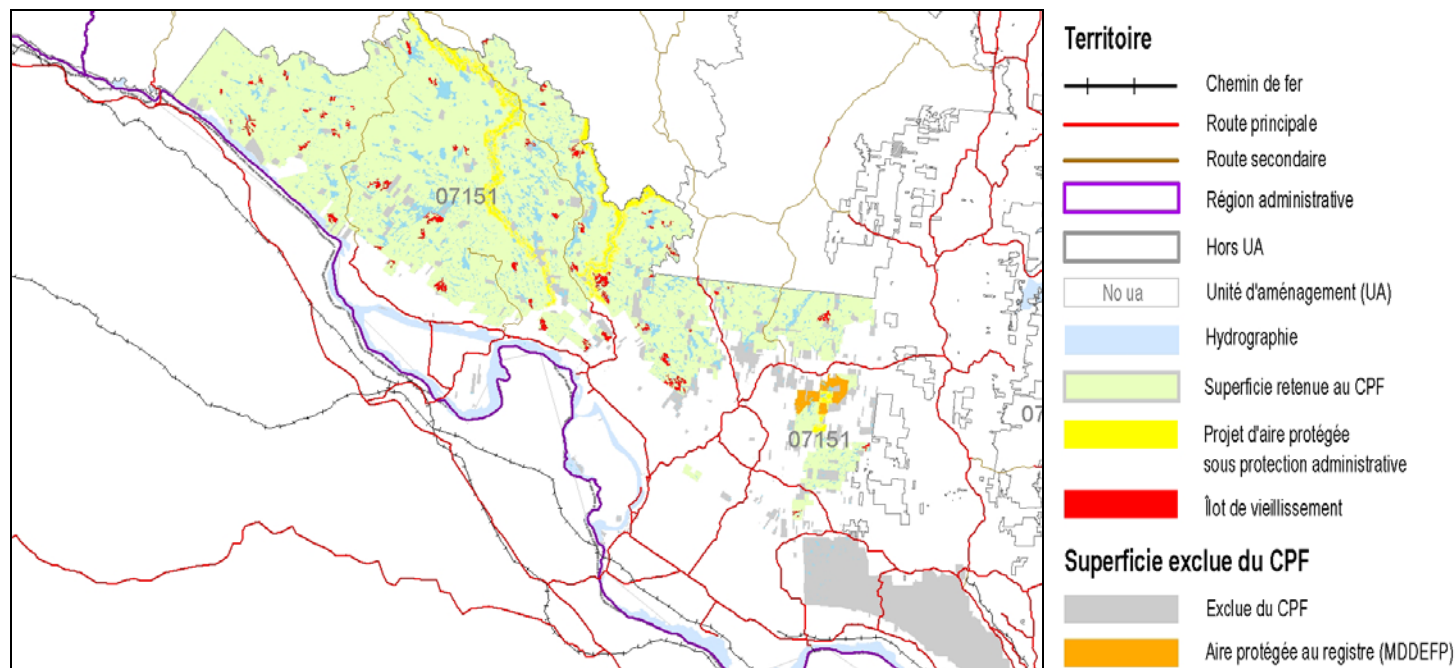 07151
07151
07
Territoire
Chemin de fer
Route principale
Route secondaire
Région administrative
Hors UA
No ua
Unité d'aménagement (UA)
Hydrographie
Superficie retenue au CPF
Projet d'aire protégée
sous protection administrative
Îlot de vieillissement
Superficie exclue du CPF
Exclue du CPF
Aire protégée au registre (MDDEFP)